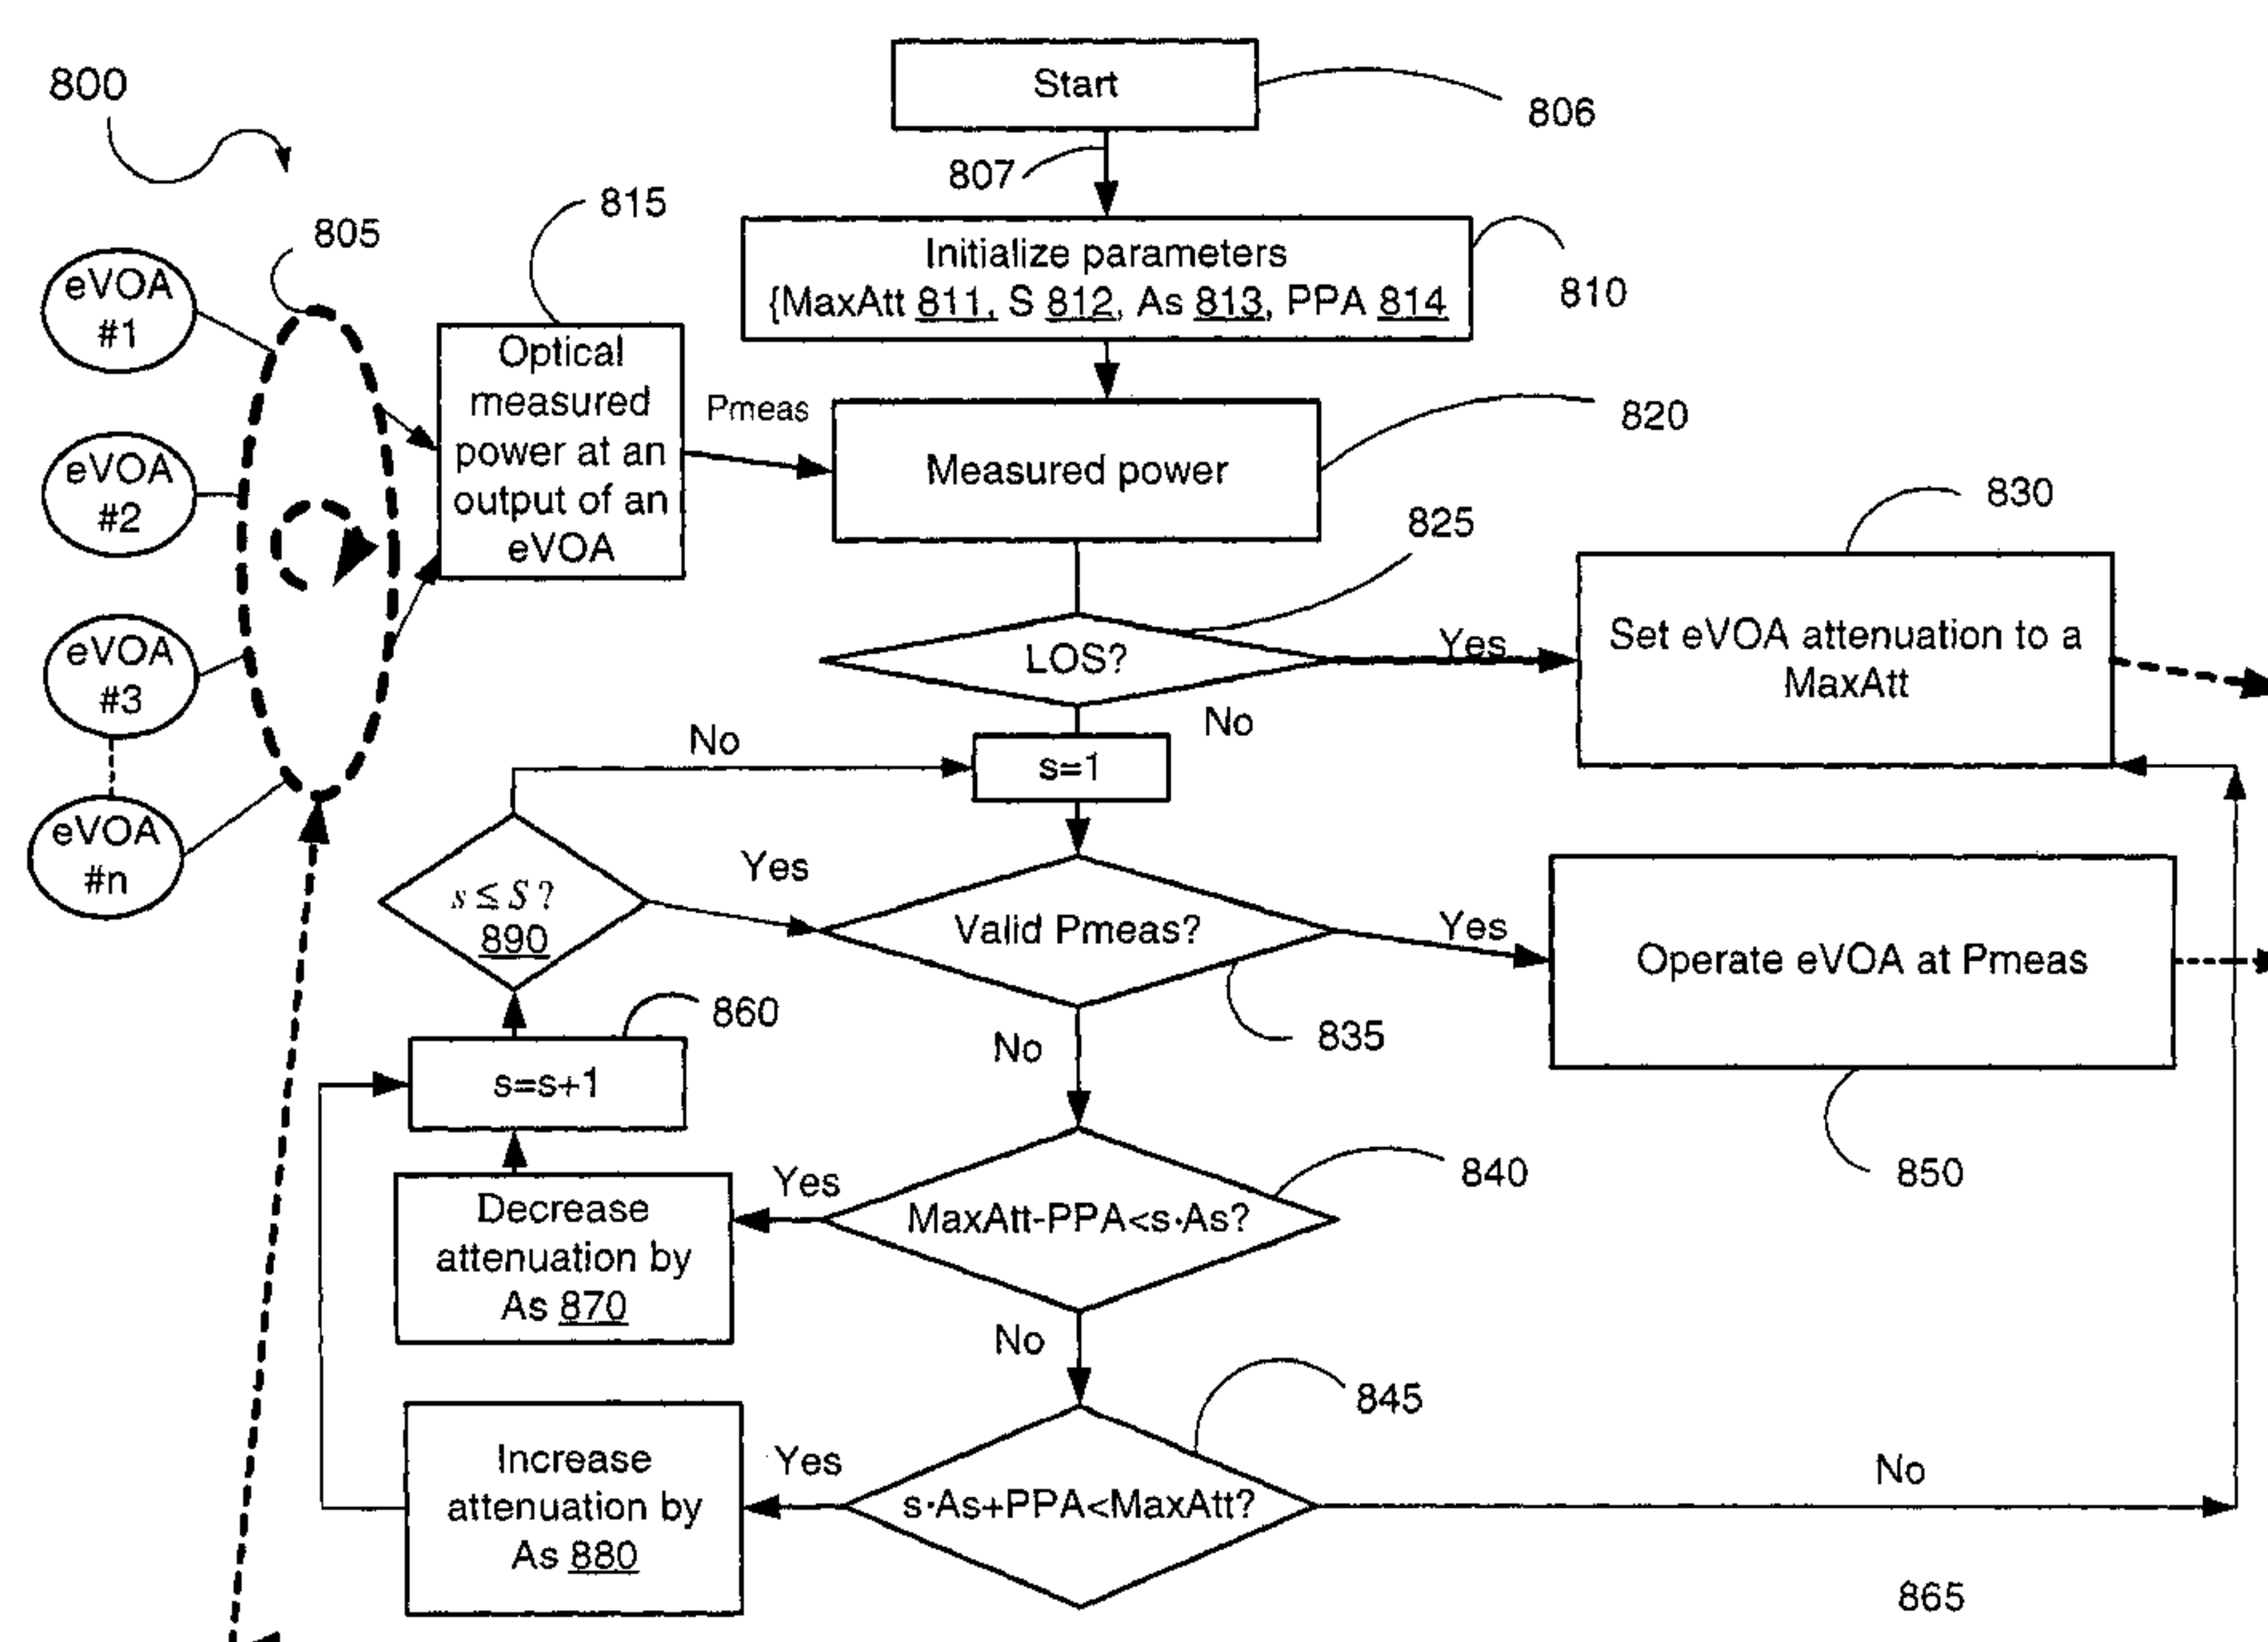 800
Start
806
807
815
805
Initialize parameters
{MaxAtt 811, S 812, As 813, PPA 814
810
eVOA
#1
Optical
measured
power at an
output of an
eVOA
Pmeas
Measured power
820
eVOA
#2
825
830
LOS?
Yes
Set eVOA attenuation to a
MaxAtt
eVOA
#3
No
No
s=1
eVOA
#n
s ≤ S ?
890
Yes
Valid Pmeas?
Yes
Operate eVOA at Pmeas
860
835
No
s=s+1
850
840
Yes
MaxAtt-PPA<s·As?
Decrease
attenuation by
As 870
No
845
Increase
attenuation by
As 880
Yes
s·As+PPA<MaxAtt?
No
865